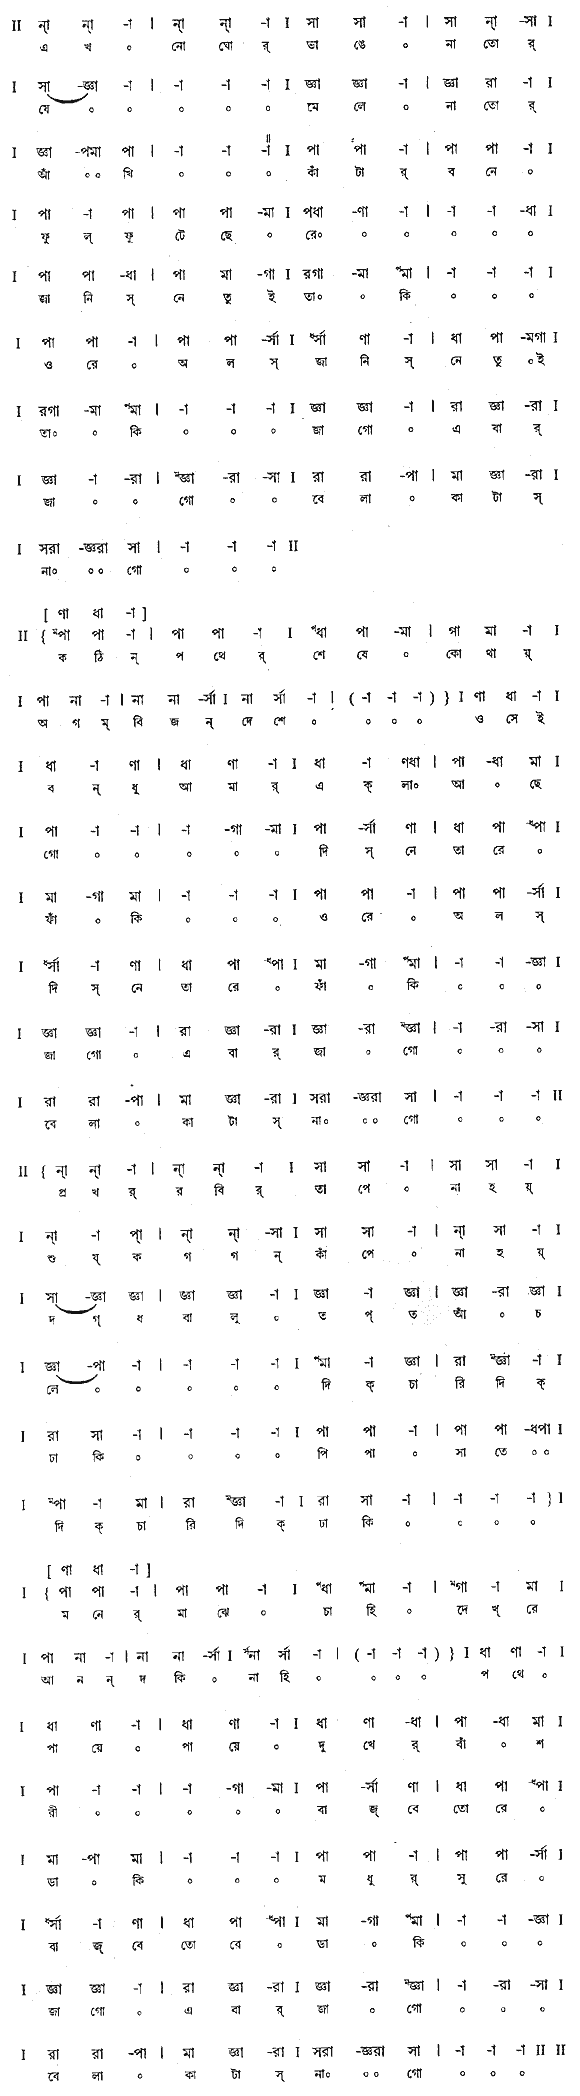 II না্ না্ -া | না্ না্ -া I সা সা -া | সা না্ -সা I
এ খ ০ নো ঘো র্ ভা ঙে ০ না তো র্
I সা -জ্ঞা -া | -া -া -া I জ্ঞা জ্ঞা -া | জ্ঞা রা -া I
যে ০ ০ ০ ০ ০ মে লে ০ না তো র্
I জ্ঞা -পমা পা | -া -া -া I পা পা -া | পা পা -া I
আঁ ০০ খি ০ ০ ০ কাঁ টা র্ ব নে ০
I পা -া পা | পা পা -মা I পধা -ণা -া | -া -া -ধা I
ফু ল্ ফু টে ছে ০ রে০ ০ ০ ০ ০ ০
I পা পা -ধা | পা মা -গা I রগা -মা ᵐমা | -া -া -া I
জা নি স্ নে তু ই তা০ ০ কি ০ ০ ০
I পা পা -া | পা পা -র্সা I র্সা ণা -া | ধা পা -মগা I
ও রে ০ অ ল স্ জা নি স্ নে তু ০ই
I রগা -মা মা | -া -া -া I জ্ঞা জ্ঞা -া | রা জ্ঞা -রা I
তা০ ০ কি ০ ০ ০ জা গো ০ এ বা র্
I জ্ঞা -া -রা | জ্ঞা -রা -সা I রা রা -পা | মা জ্ঞা -রা I
জা ০ ০ গো ০ ০ বে লা ০ কা টা স্
I সরা -জ্ঞরা সা | -া -া -া II
না০ ০০ গো ০ ০ ০
[ ণা ধা -া ]
II { পা পা -া | পা পা -া I ধা পা -মা | গা মা -া I
ক ঠি ন্ প থে র্ শে ষে ০ কো থা য়্
I পা না -া | না না -র্সা I না র্সা -া | ( -া -া -া ) } I ণা ধা -া I
অ গ ম্ বি জ ন্ দে শে ০ ০ ০ ০ ও সে ই
I ধা -া ণা | ধা ণা -া I ধা -া ণধা | পা -ধা মা I
ব ন্ ধু আ মা র্ এ ক্ লা০ আ ০ ছে
I পা -া -া | -া -গা -মা I পা -র্সা ণা | ধা পা পা I
গো ০ ০ ০ ০ ০ দি স্ নে তা রে ০
I মা -গা মা | -া -া -া I পা পা -া | পা পা -র্সা I
ফাঁ ০ কি ০ ০ ০ ও রে ০ অ ল স্
I র্সা -া ণা | ধা পা পা I মা -গা মা | -া -া -জ্ঞা I
দি স্ নে তা রে ০ ফাঁ ০ কি ০ ০ ০
I জ্ঞা জ্ঞা -া | রা জ্ঞা -রা I জ্ঞা -রা জ্ঞা | -া -রা -সা I
জা গো ০ এ বা র্ জা ০ গো ০ ০ ০
I রা রা -পা | মা জ্ঞা -রা I সরা -জ্ঞরা সা | -া -া -া II
বে লা ০ কা টা স্ না০ ০০ গো ০ ০ ০
II { না্ না্ -া | না্ না্ -া I সা সা -া | সা সা -া I
প্র খ র্ র বি র্ তা পে ০ না হ য়্
I না্ -া পা্ | না্ না্ -সা I সা সা -া | না্ সা -া I
শু ষ্ ক গ গ ন্ কাঁ পে ০ না হ য়্
I সা -জ্ঞা জ্ঞা | জ্ঞা জ্ঞা -া I জ্ঞা -া জ্ঞা | জ্ঞা -রা জ্ঞা I
দ গ্ ধ বা লু ০ ত প্ ত আঁ ০ চ
I জ্ঞা -পা -া | -া -া -া I মা -া জ্ঞা | রা জ্ঞা -া I
লে ০ ০ ০ ০ ০ দি ক্ চা রি দি ক্
I রা সা -া | -া -া -া I পা পা -া | পা পা -ধপা I
ঢা কি ০ ০ ০ ০ পি পা ০ সা তে ০০
I পা -া মা | রা জ্ঞা -া I রা সা -া | -া -া -া } I
দি ক্ চা রি দি ক্ ঢা কি ০ ০ ০ ০
[ ণা ধা -া ]
I { পা পা -া | পা পা -া I ধা মা -া | গা -া মা I
ম নে র্ মা ঝে ০ চা হি ০ দে খ্ রে
I পা না -া | না না -র্সা I না র্সা -া | ( -া -া -া ) } I ধা ণা -া I
আ ন ন্ দ কি ০ না হি ০ ০ ০ ০ প থে ০
I ধা ণা -া | ধা ণা -া I ধা ণা -ধা | পা -ধা মা I
পা য়ে ০ পা য়ে ০ দু খে র্ বাঁ ০ শ
I পা -া -া | -া -গা -মা I পা -র্সা ণা | ধা পা পা I
রী ০ ০ ০ ০ ০ বা জ্ বে তো রে ০
I মা -পা মা | -া -া -া I পা পা -া | পা পা -র্সা I
ডা ০ কি ০ ০ ০ ম ধু র্ সু রে ০
I র্সা -া ণা | ধা পা পা I মা -গা মা | -া -া -জ্ঞা I
বা জ্ বে তো রে ০ ডা ০ কি ০ ০ ০
I জ্ঞা জ্ঞা -া | রা জ্ঞা -রা I জ্ঞা -রা জ্ঞা | -া -রা -সা I
জা গো ০ এ বা র্ জা ০ গো ০ ০ ০
I রা রা -পা | মা জ্ঞা -রা I সরা -জ্ঞরা সা | -া -া -া II II
বে লা ০ কা টা স্ না০ ০০ গো ০ ০ ০